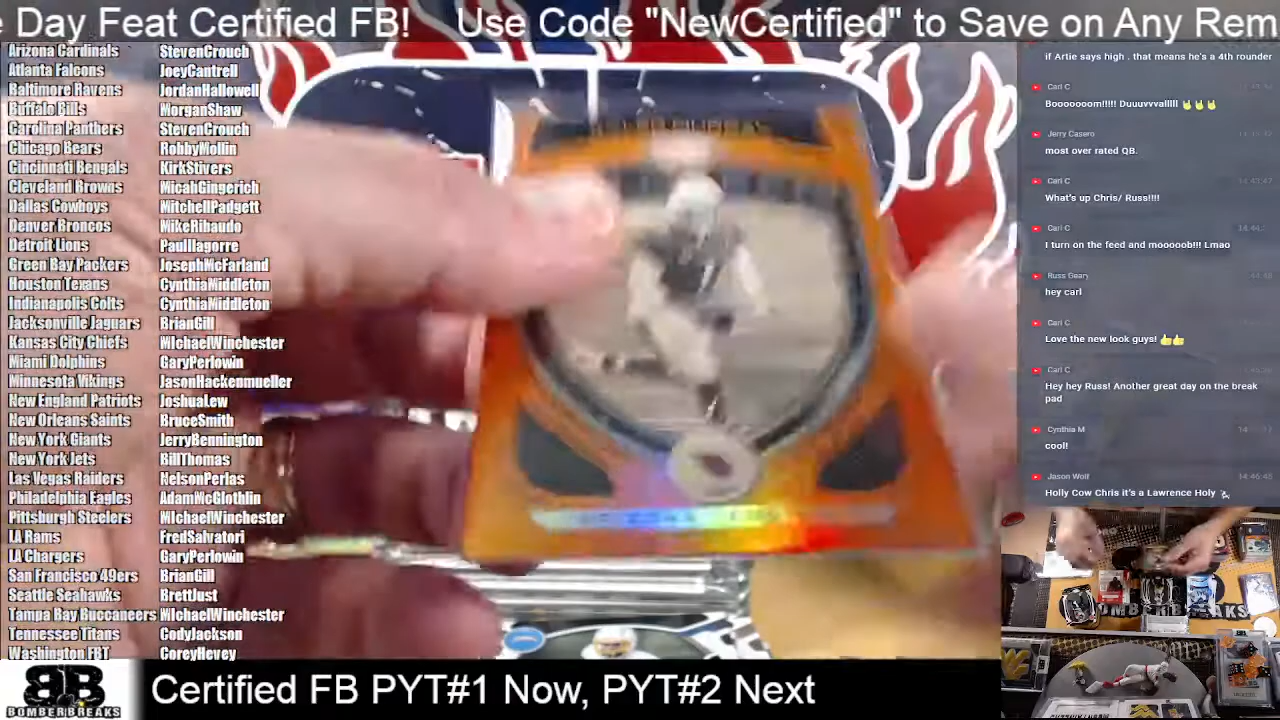 e Day Feat Certified FB! Use Code "NewCertified" to Save on Any Rem
Arizona Cardinals StevenCrouch
Atlanta Falcons JoeyCantrell
Baltimore Ravens JordanHallowell
Buffalo Bills MorganShaw
Carolina Panthers StevenCrouch
Chicago Bears RobbyMollin
Cincinnati Bengals KirkStivers
Cleveland Browns MicahGingerich
Dallas Cowboys MitchellPadgett
Denver Broncos MikeRibaudo
Detroit Lions PaulIlagorre
Green Bay Packers JosephMcFarland
Houston Texans CynthiaMiddleton
Indianapolis Colts CynthiaMiddleton
Jacksonville Jaguars BrianGill
Kansas City Chiefs MIchaelWinchester
Miami Dolphins GaryPerlowin
Minnesota Vikings JasonHackenmueller
New England Patriots JoshuaLew
New Orleans Saints BruceSmith
New York Giants JerryBennington
New York Jets BillThomas
Las Vegas Raiders NelsonPerlas
Philadelphia Eagles AdamMcGlothlin
Pittsburgh Steelers MIchaelWinchester
LA Rams FredSalvatori
LA Chargers GaryPerlowin
San Francisco 49ers BrianGill
Seattle Seahawks BrettJust
Tampa Bay Buccaneers MIchaelWinchester
Tennessee Titans CodyJackson
Washington FBT CoreyHevey
if Artie says high . that means he's a 4th rounder
Carl C
Booooooom!!!!! Duuuvvvalllll 🤘🤘🤘
Jerry Casero
most over rated QB.
Carl C
What's up Chris/ Russ!!!!
Carl C
I turn on the feed and mooooob!!! Lmao
Russ Geary
hey carl
Carl C
Love the new look guys! 👍👍
Carl C
Hey hey Russ! Another great day on the break
pad
Cynthia M
cool!
Jason Wolf 14:46:45
Holly Cow Chris it's a Lawrence Holy
BOMBERBREAKS
BB
BOMBERBREAKS
Certified FB PYT#1 Now, PYT#2 Next